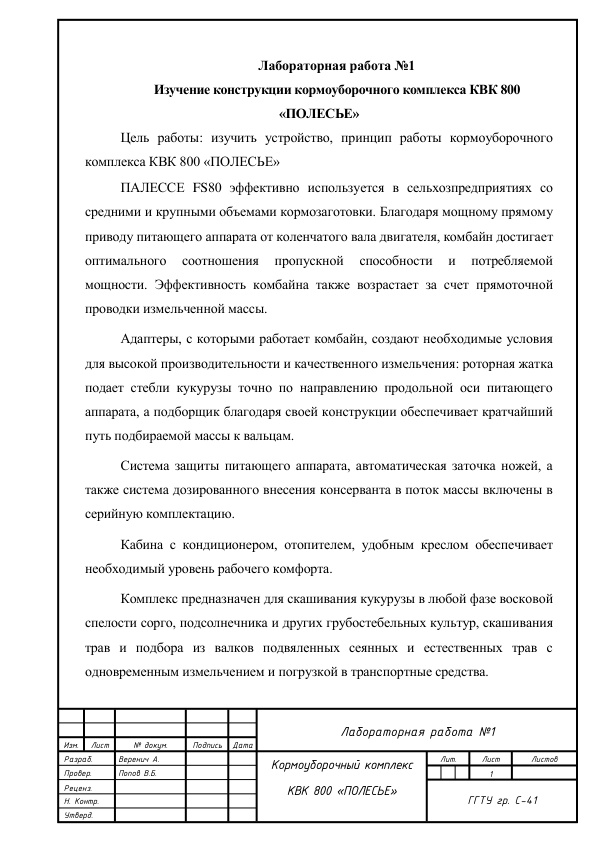 Лабораторная работа №1
Изучение конструкции кормоуборочного комплекса КВК 800
«ПОЛЕСЬЕ»
Цель работы: изучить устройство, принцип работы кормоуборочного
комплекса КВК 800 «ПОЛЕСЬЕ»
ПАЛЕССЕ FS80 эффективно используется в сельхозпредприятиях со
средними и крупными объемами кормозаготовки. Благодаря мощному прямому
приводу питающего аппарата от коленчатого вала двигателя, комбайн достигает
оптимального соотношения пропускной способности и потребляемой
мощности. Эффективность комбайна также возрастает за счет прямоточной
проводки измельченной массы.
Адаптеры, с которыми работает комбайн, создают необходимые условия
для высокой производительности и качественного измельчения: роторная жатка
подает стебли кукурузы точно по направлению продольной оси питающего
аппарата, а подборщик благодаря своей конструкции обеспечивает кратчайший
путь подбираемой массы к вальцам.
Система защиты питающего аппарата, автоматическая заточка ножей, а
также система дозированного внесения консерванта в поток массы включены в
серийную комплектацию.
Кабина с кондиционером, отопителем, удобным креслом обеспечивает
необходимый уровень рабочего комфорта.
Комплекс предназначен для скашивания кукурузы в любой фазе восковой
спелости сорго, подсолнечника и других грубостебельных культур, скашивания
трав и подбора из валков подвяленных сеянных и естественных трав с
одновременным измельчением и погрузкой в транспортные средства.
Лабораторная работа №1
Изм. Лист № докум. Подпись Дата
Разраб. Веренич А.
Провер. Попов В.Б.
Реценз.
Н. Контр.
Утверд.
Кормоуборочный комплекс
КВК 800 «ПОЛЕСЬЕ»
Лит. Лист Листов
1
ГГТУ гр. С-41